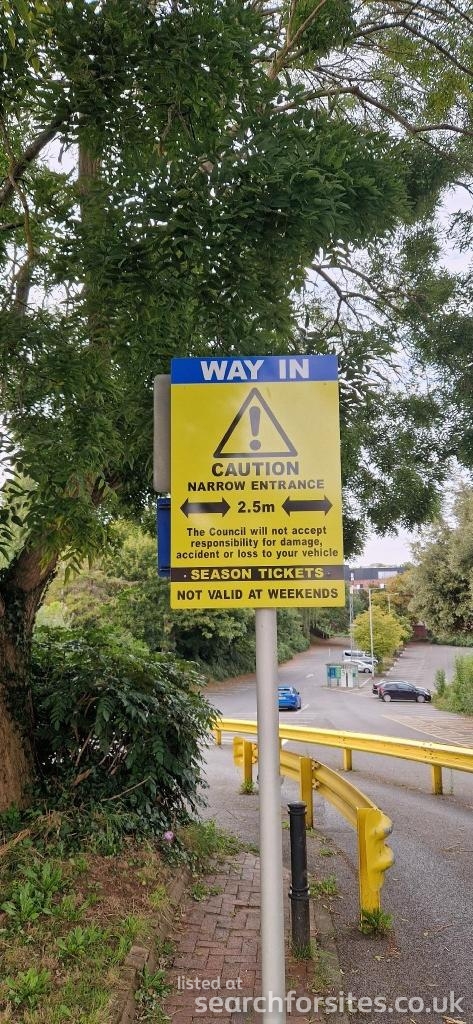 WAY IN
CAUTION
NARROW ENTRANCE
2.5m
The Council will not accept
responsibility for damage,
accident or loss to your vehicle
SEASON TICKETS
NOT VALID AT WEEKENDS
listed at
searchforsites.co.uk